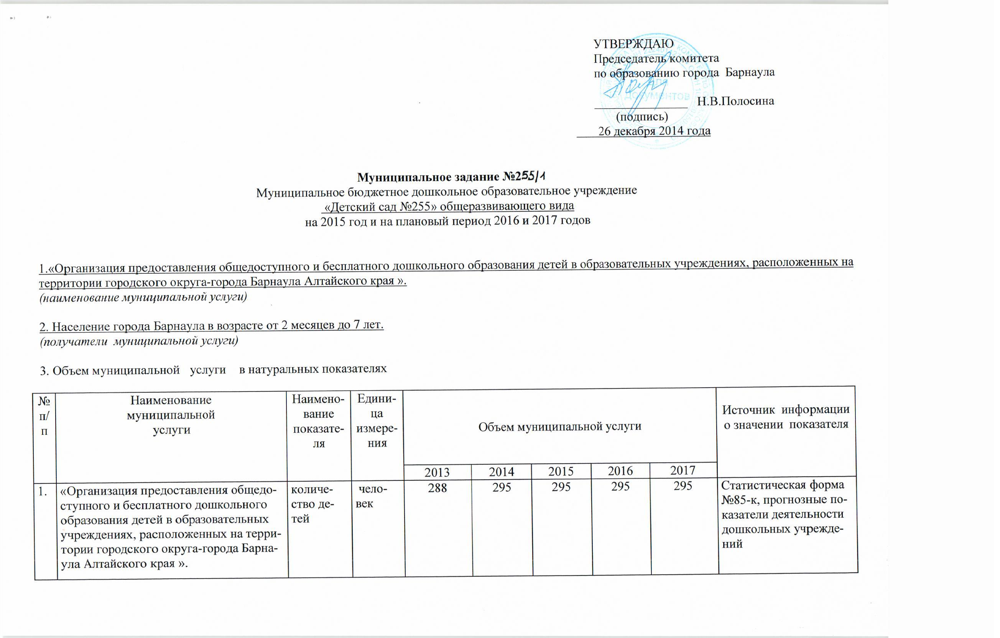 УТВЕРЖДАЮ
Председатель комитета
по образованию города Барнаула
для
документов
Н.В.Полосина
(подпись)
26 декабря 2014 года
Муниципальное задание №255/1
Муниципальное бюджетное дошкольное образовательное учреждение
«Детский сад №255» общеразвивающего вида
на 2015 год и на плановый период 2016 и 2017 годов
1.«Организация предоставления общедоступного и бесплатного дошкольного образования детей в образовательных учреждениях, расположенных на
территории городского округа-города Барнаула Алтайского края ».
(наименование муниципальной услуги)
2. Население города Барнаула в возрасте от 2 месяцев до 7 лет.
(получатели муниципальной услуги)
3. Объем муниципальной услуги в натуральных показателях
№
п/
п
Наименование
муниципальной
услуги
Наимено-
вание
показате-
ля
Едини-
ца
измере-
ния
Объем муниципальной услуги
Источник информации
о значении показателя
2013 2014 2015 2016 2017
1.
«Организация предоставления общедо-
ступного и бесплатного дошкольного
образования детей в образовательных
учреждениях, расположенных на терри-
тории городского округа-города Барна-
ула Алтайского края ».
количе-
ство де-
тей
чело-
век
288 295 295 295 295
Статистическая форма
№85-к, прогнозные по-
казатели деятельности
дошкольных учрежде-
ний